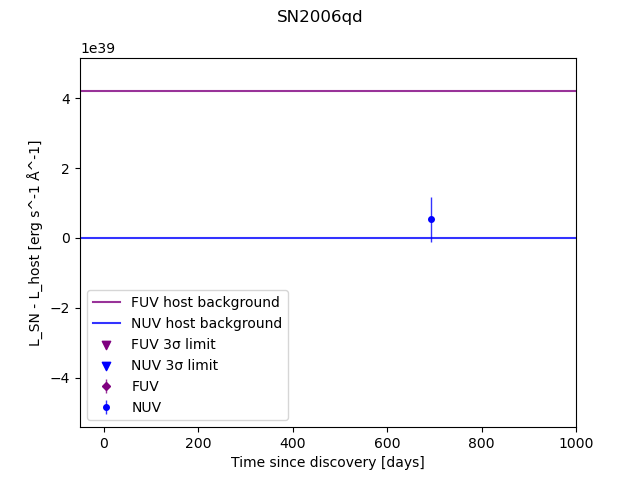 SN2006qd
1e39
4
2
0
−2
−4
L_SN - L_host [erg s^-1 Å^-1]
FUV host background
NUV host background
FUV 3σ limit
NUV 3σ limit
FUV
NUV
0 200 400 600 800 1000
Time since discovery [days]